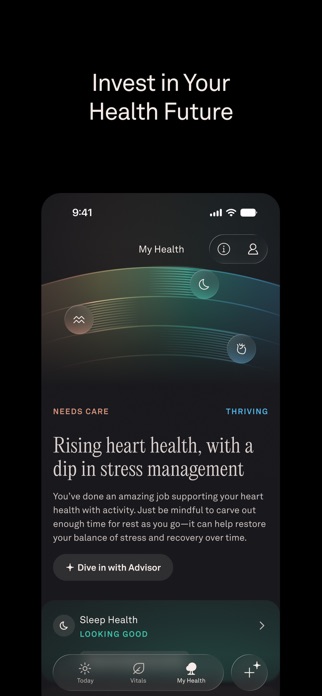 Invest in Your
Health Future
9:41
My Health
NEEDS CARE
THRIVING
Rising heart health, with a
dip in stress management
You've done an amazing job supporting your heart
health with activity. Just be mindful to carve out
enough time for rest as you go—it can help restore
your balance of stress and recovery over time.
Dive in with Advisor
Sleep Health
LOOKING GOOD
Today
Vitals
My Health